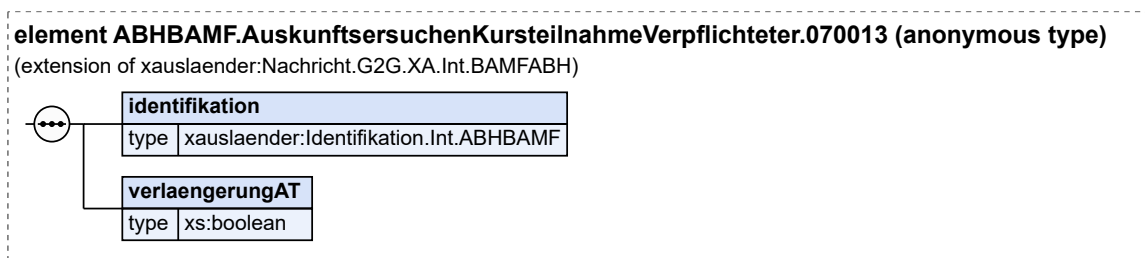 element ABHBAMF.AuskunftsersuchenKursteilnahmeVerpflichteter.070013 (anonymous type)
(extension of xauslaender:Nachricht.G2G.XA.Int.BAMFABH)
identifikation
type xauslaender:Identifikation.Int.ABHBAMF
verlaengerungAT
type xs:boolean